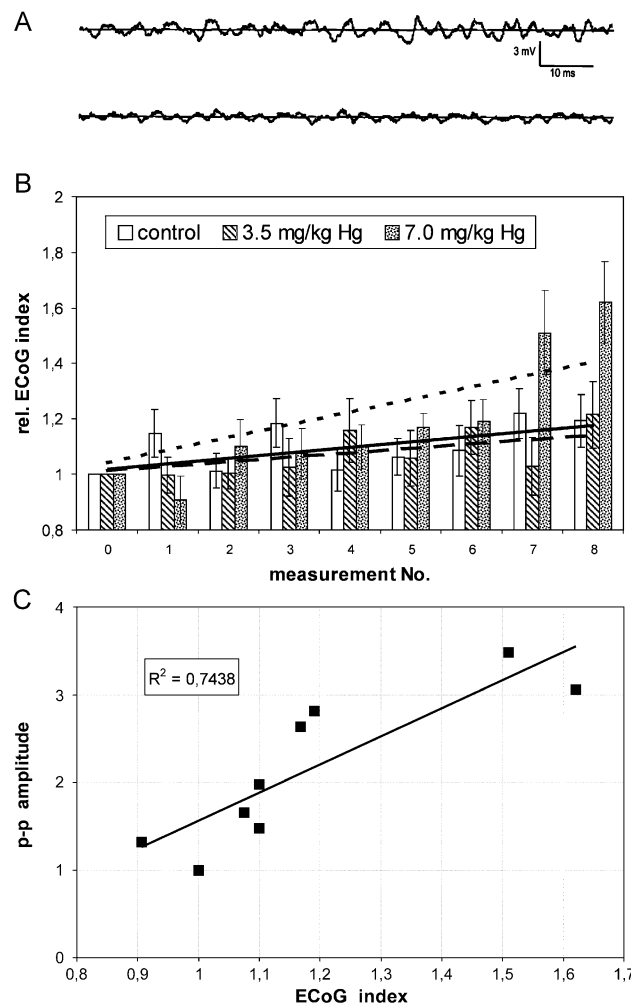 A
3 mV
10 ms
B
2
1,8
1,6
1,4
1,2
1
0,8
rel. ECoG index
control 3.5 mg/kg Hg 7.0 mg/kg Hg
0 1 2 3 4 5 6 7 8
measurement No.
C
4
3
2
1
0
p-p amplitude
R² = 0,7438
0,8 0,9 1 1,1 1,2 1,3 1,4 1,5 1,6 1,7
ECoG index